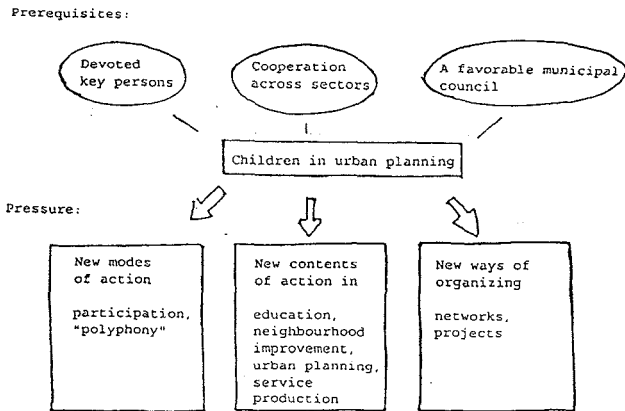 Prerequisites:
Devoted
key persons
Cooperation
across sectors
A favorable municipal
council
Children in urban planning
Pressure:
New modes
of action
participation,
"polyphony"
New contents
of action in
education,
neighbourhood
improvement,
urban planning,
service
production
New ways of
organizing
networks,
projects